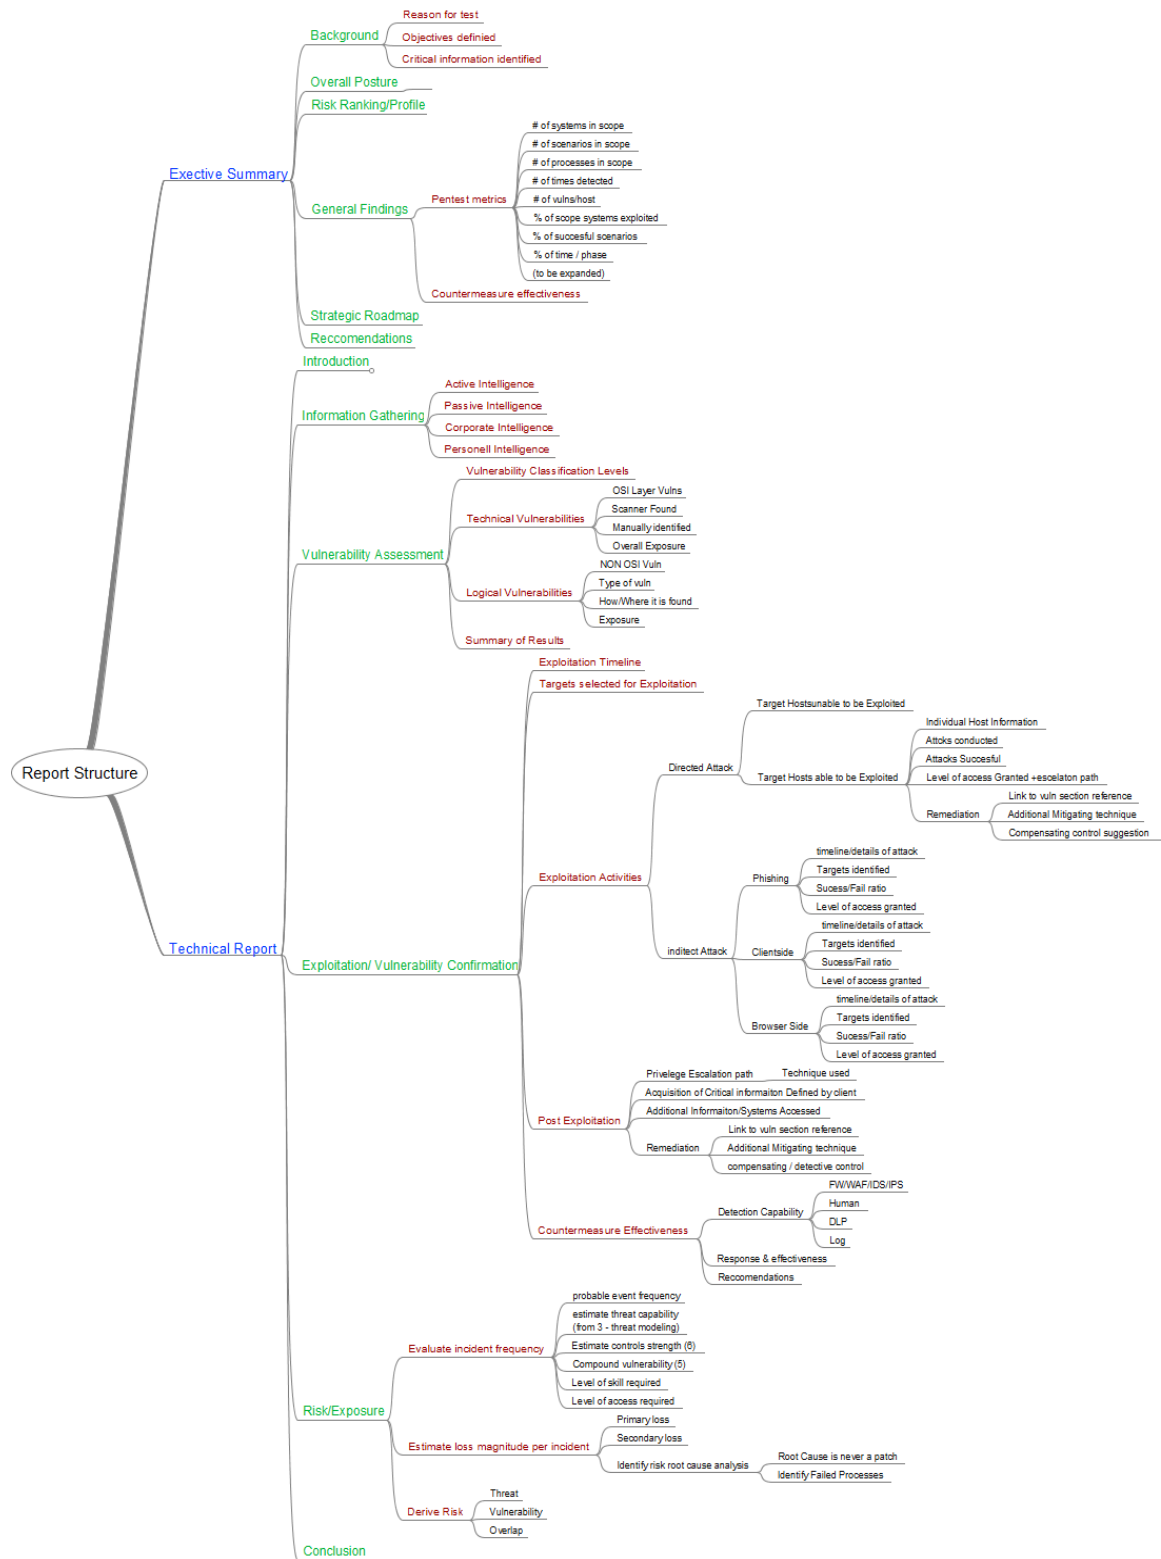 Reason for test
Background
Objectives definied
Critical information identified
Overall Posture
Risk Ranking/Profile
# of systems in scope
# of scenarios in scope
# of processes in scope
Exective Summary
# of times detected
Pentest metrics
# of vulns/host
General Findings
% of scope systems exploited
% of succesful scenarios
% of time / phase
(to be expanded)
Countermeasure effectiveness
Strategic Roadmap
Reccomendations
Introduction
Active Intelligence
Passive Intelligence
Information Gathering
Corporate Intelligence
Personell Intelligence
Vulnerability Classification Levels
OSI Layer Vulns
Scanner Found
Technical Vulnerabilities
Manually identified
Overall Exposure
Vulnerability Assessment
NON OSI Vuln
Type of vuln
Logical Vulnerabilities
How/Where it is found
Exposure
Summary of Results
Exploitation Timeline
Targets selected for Exploitation
Target Hostsunable to be Exploited
Individual Host Information
Attcks conducted
Attacks Succesful
Directed Attack
Report Structure
Target Hosts able to be Exploited
Level of access Granted +escelaton path
Link to vuln section reference
Remediation
Additional Mitigating technique
Compensating control suggestion
timeline/details of attack
Targets identified
Exploitation Activities
Phishing
Sucess/Fail ratio
Level of access granted
timeline/details of attack
Targets identified
Technical Report
inditect Attack
Clientside
Sucess/Fail ratio
Exploitation/ Vulnerability Confirmation
Level of access granted
timeline/details of attack
Targets identified
Browser Side
Sucess/Fail ratio
Level of access granted
Privelege Escalation path
Technique used
Acquisition of Critical informaiton Defined by client
Additional Informaiton/Systems Accessed
Post Exploitation
Link to vuln section reference
Remediation
Additional Mitigating technique
compensating / detective control
FW/WAF/IDS/IPS
Human
Detection Capability
DLP
Countermeasure Effectiveness
Log
Response & effectiveness
Reccomendations
probable event frequency
estimate threat capability
(from 3 - threat modeling)
Evaluate incident frequency
Estimate controls strength (6)
Compound vulnerability (5)
Level of skill required
Level of access required
Risk/Exposure
Primary loss
Secondary loss
Estimate loss magnitude per incident
Root Cause is never a patch
Identify risk root cause analysis
Identify Failed Processes
Threat
Derive Risk
Vulnerability
Overlap
Conclusion